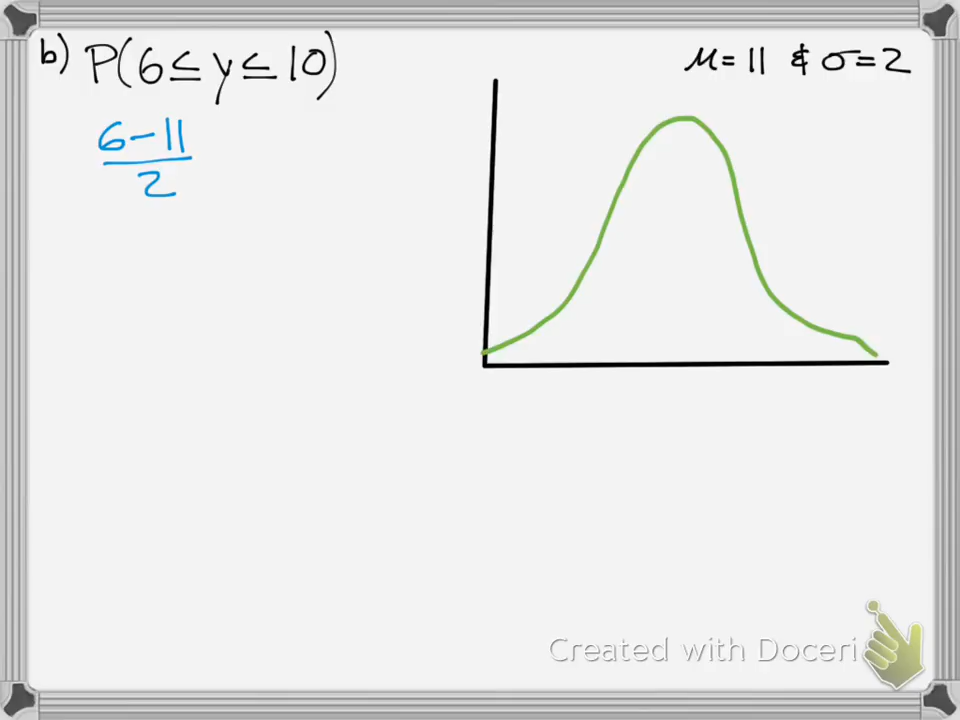 b) P(6 ≤ y ≤ 10)
μ = 11 & σ = 2
6 - 11
2
Created with Doceri